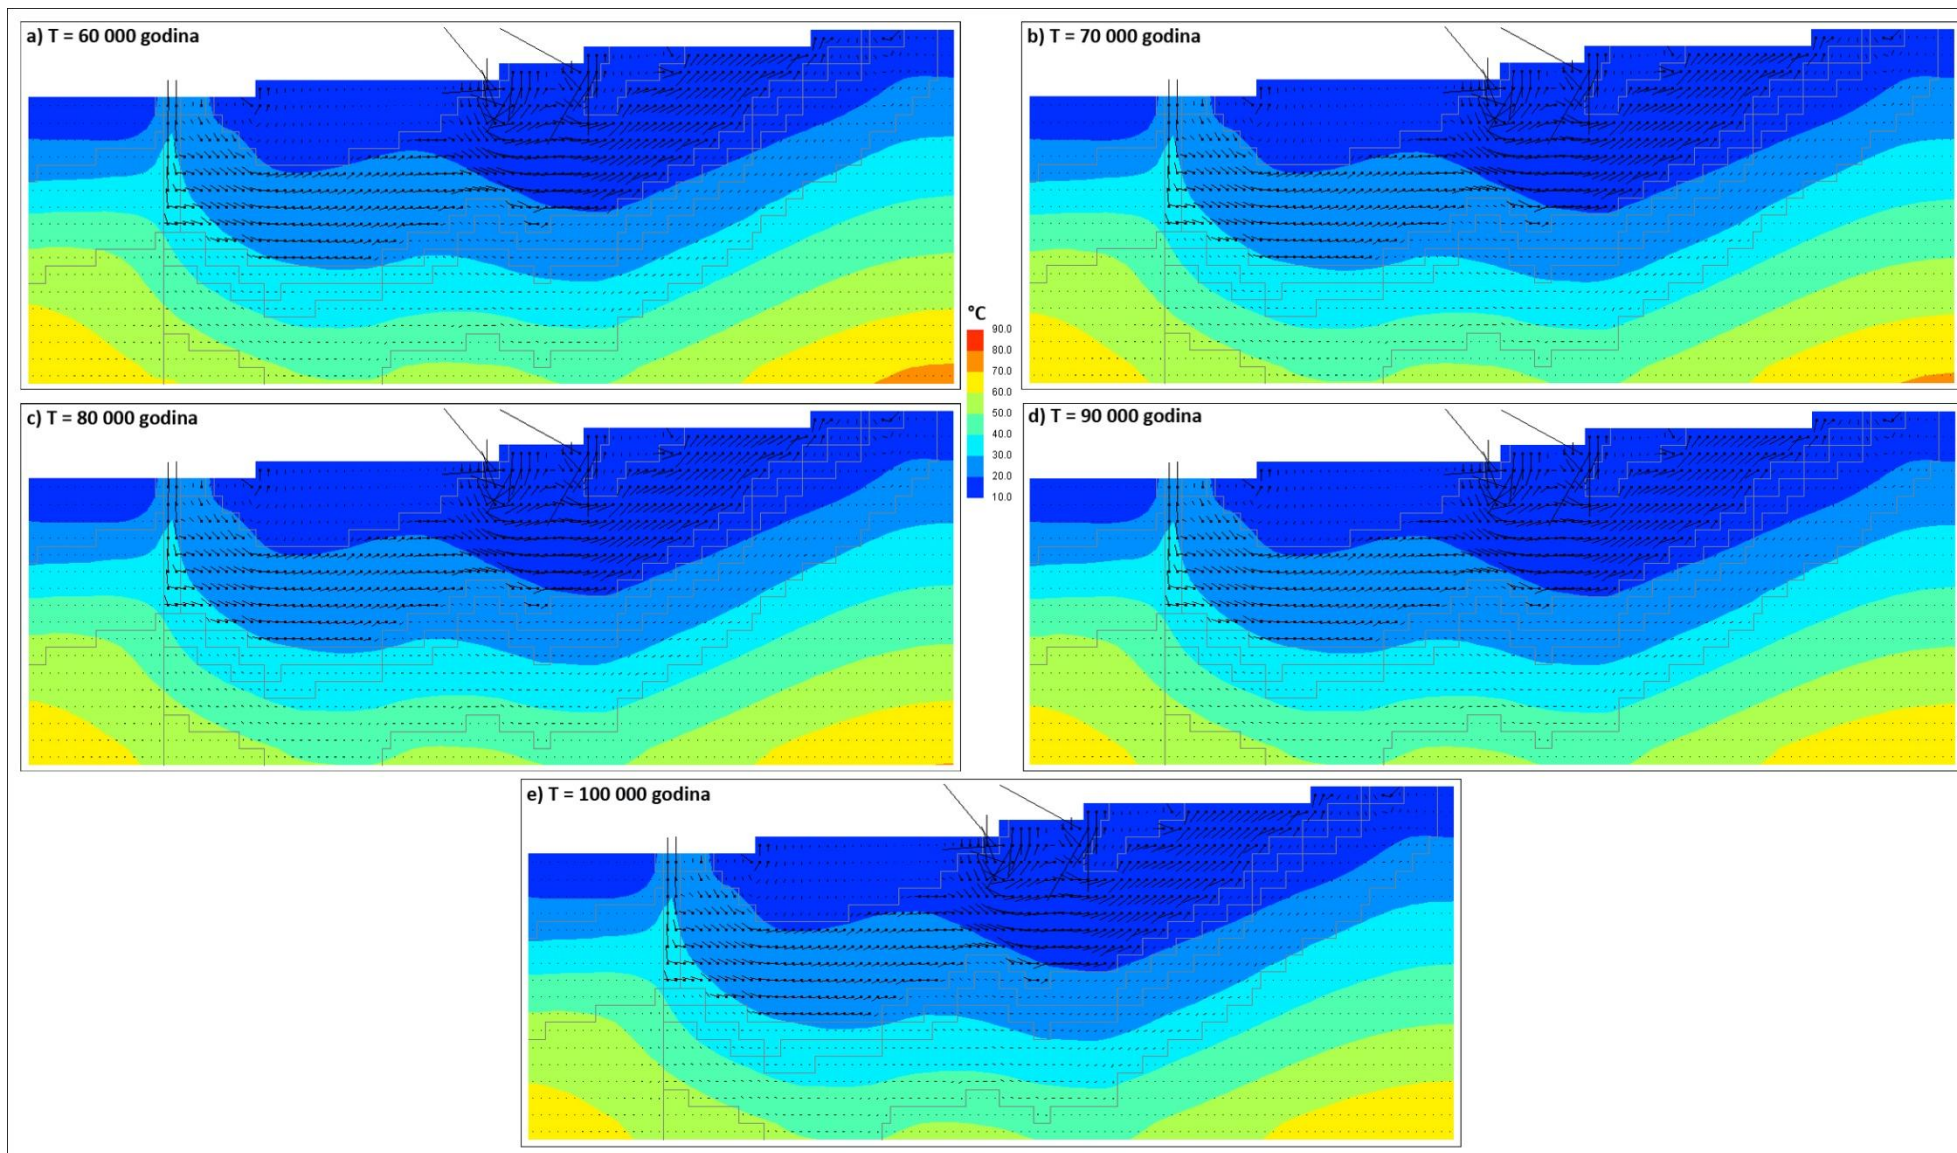 a) T = 60 000 godina
b) T = 70 000 godina
°C
90.0
80.0
70.0
60.0
50.0
40.0
30.0
20.0
10.0
c) T = 80 000 godina
d) T = 90 000 godina
e) T = 100 000 godina